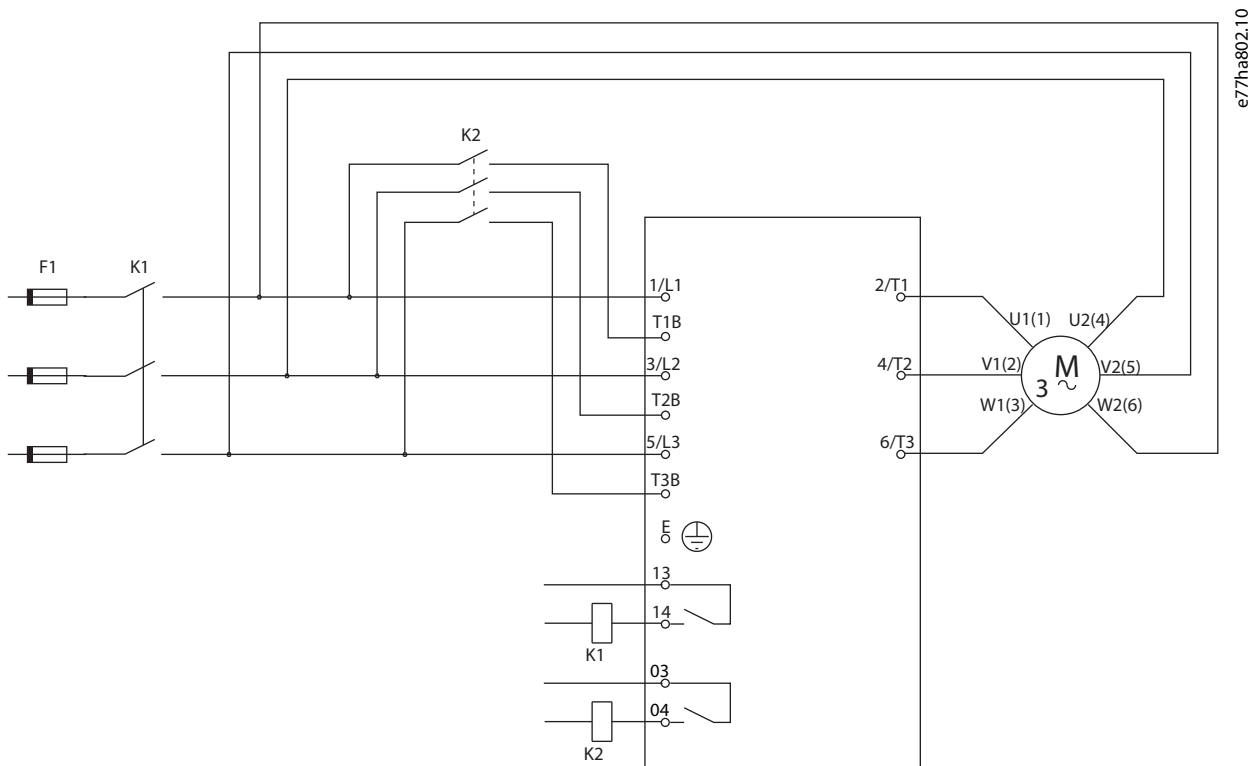 e77ha802.10
K2
F1
K1
1/L1
T1B
3/L2
T2B
5/L3
T3B
E
13
14
K1
03
04
K2
2/T1
4/T2
6/T3
U1(1)
U2(4)
V1(2)
M
3
V2(5)
W1(3)
W2(6)